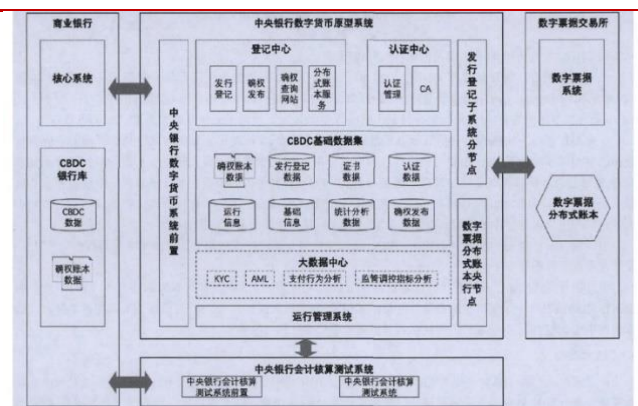 商业银行
核心系统
CBDC
银行库
CBDC
数据
确权账本
数据
中央银行数字货币原型系统
中央银行数字货币系统前置
登记中心
发行
登记
确权
发布
确权
查询
网站
分布
式账
本服
务
认证中心
认证
管理
CA
CBDC基础数据集
确权账本
数据
发行登记
数据
证书
数据
认证
数据
运行
信息
基础
信息
统计分析
数据
确权发布
数据
大数据中心
KYC
AML
支付行为分析
监管调控指标分析
运行管理系统
发行登记子系统分节点
数字票据分布式账本央行节点
数字票据交易所
数字票据
系统
数字票据
分布式账本
中央银行会计核算测试系统
中央银行会计核算
测试系统前置
中央银行会计核算
测试系统